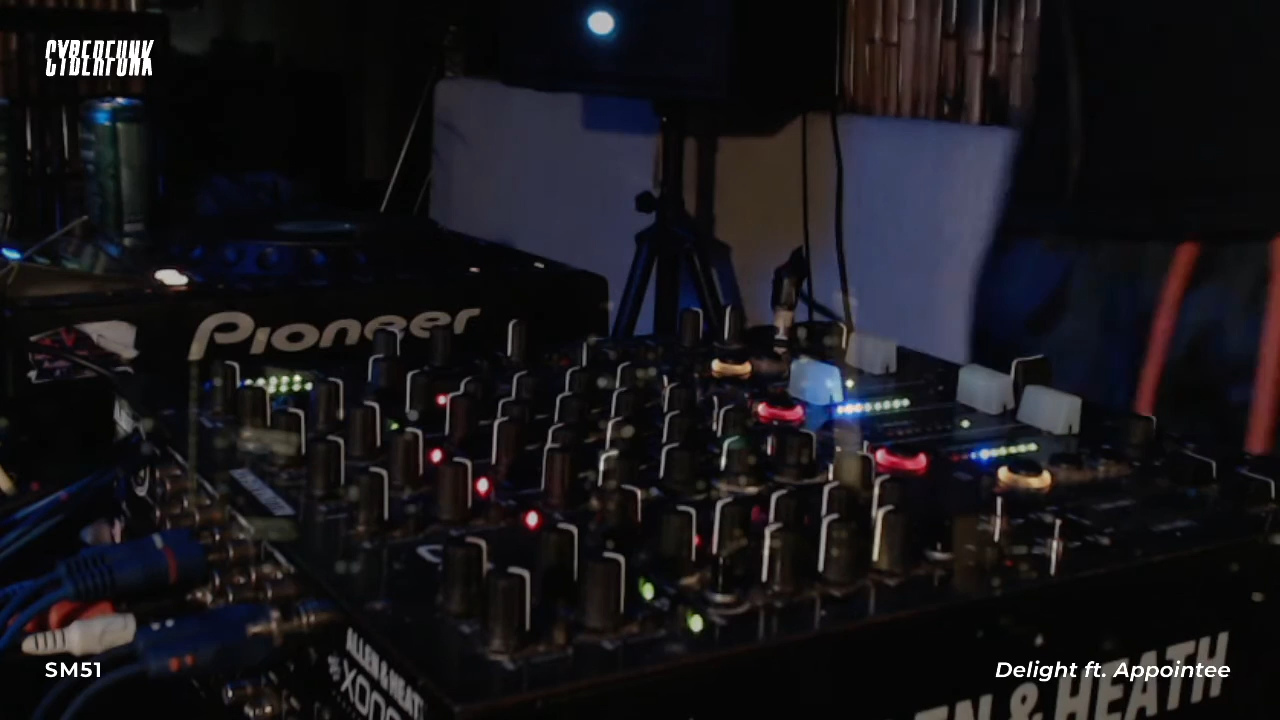 CYBERFUNK
Pioneer
ALLEN & HEATH
XONE
EN & HEATH
SM51
Delight ft. Appointee